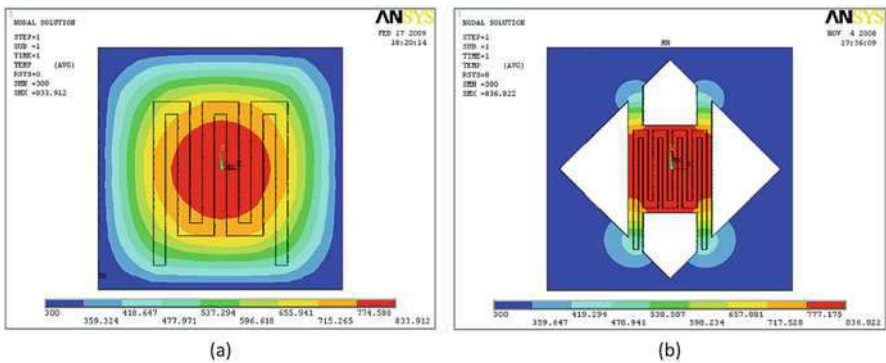 1
NODAL SOLUTION
STEP=1
SUB =1
TIME=1
TEMP (AVG)
RSYS=0
SMN =300
SMX =833.912
ANSYS
FEB 17 2009
18:20:14
300
359.324
418.647
477.971
537.294
596.618
655.941
715.265
774.588
833.912
(a)
1
NODAL SOLUTION
STEP=1
SUB =1
TIME=1
TEMP (AVG)
RSYS=0
SMN =300
SMX =836.822
ANSYS
NOV 4 2008
17:36:09
MN
300
359.647
419.294
478.941
538.587
598.234
657.881
717.528
777.175
836.822
(b)